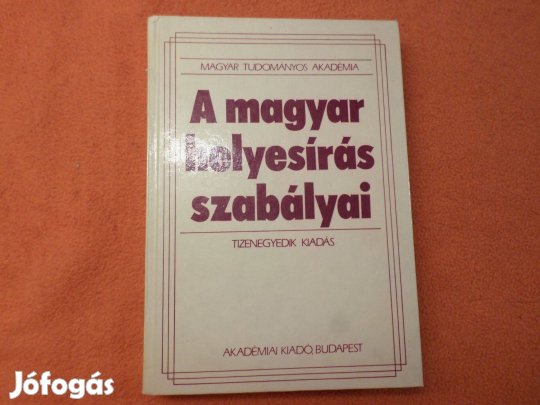 MAGYAR TUDOMÁNYOS AKADÉMIA
A magyar
helyesírás
szabályai
TIZENEGYEDIK KIADÁS
AKADÉMIAI KIADÓ, BUDAPEST
Jófogás